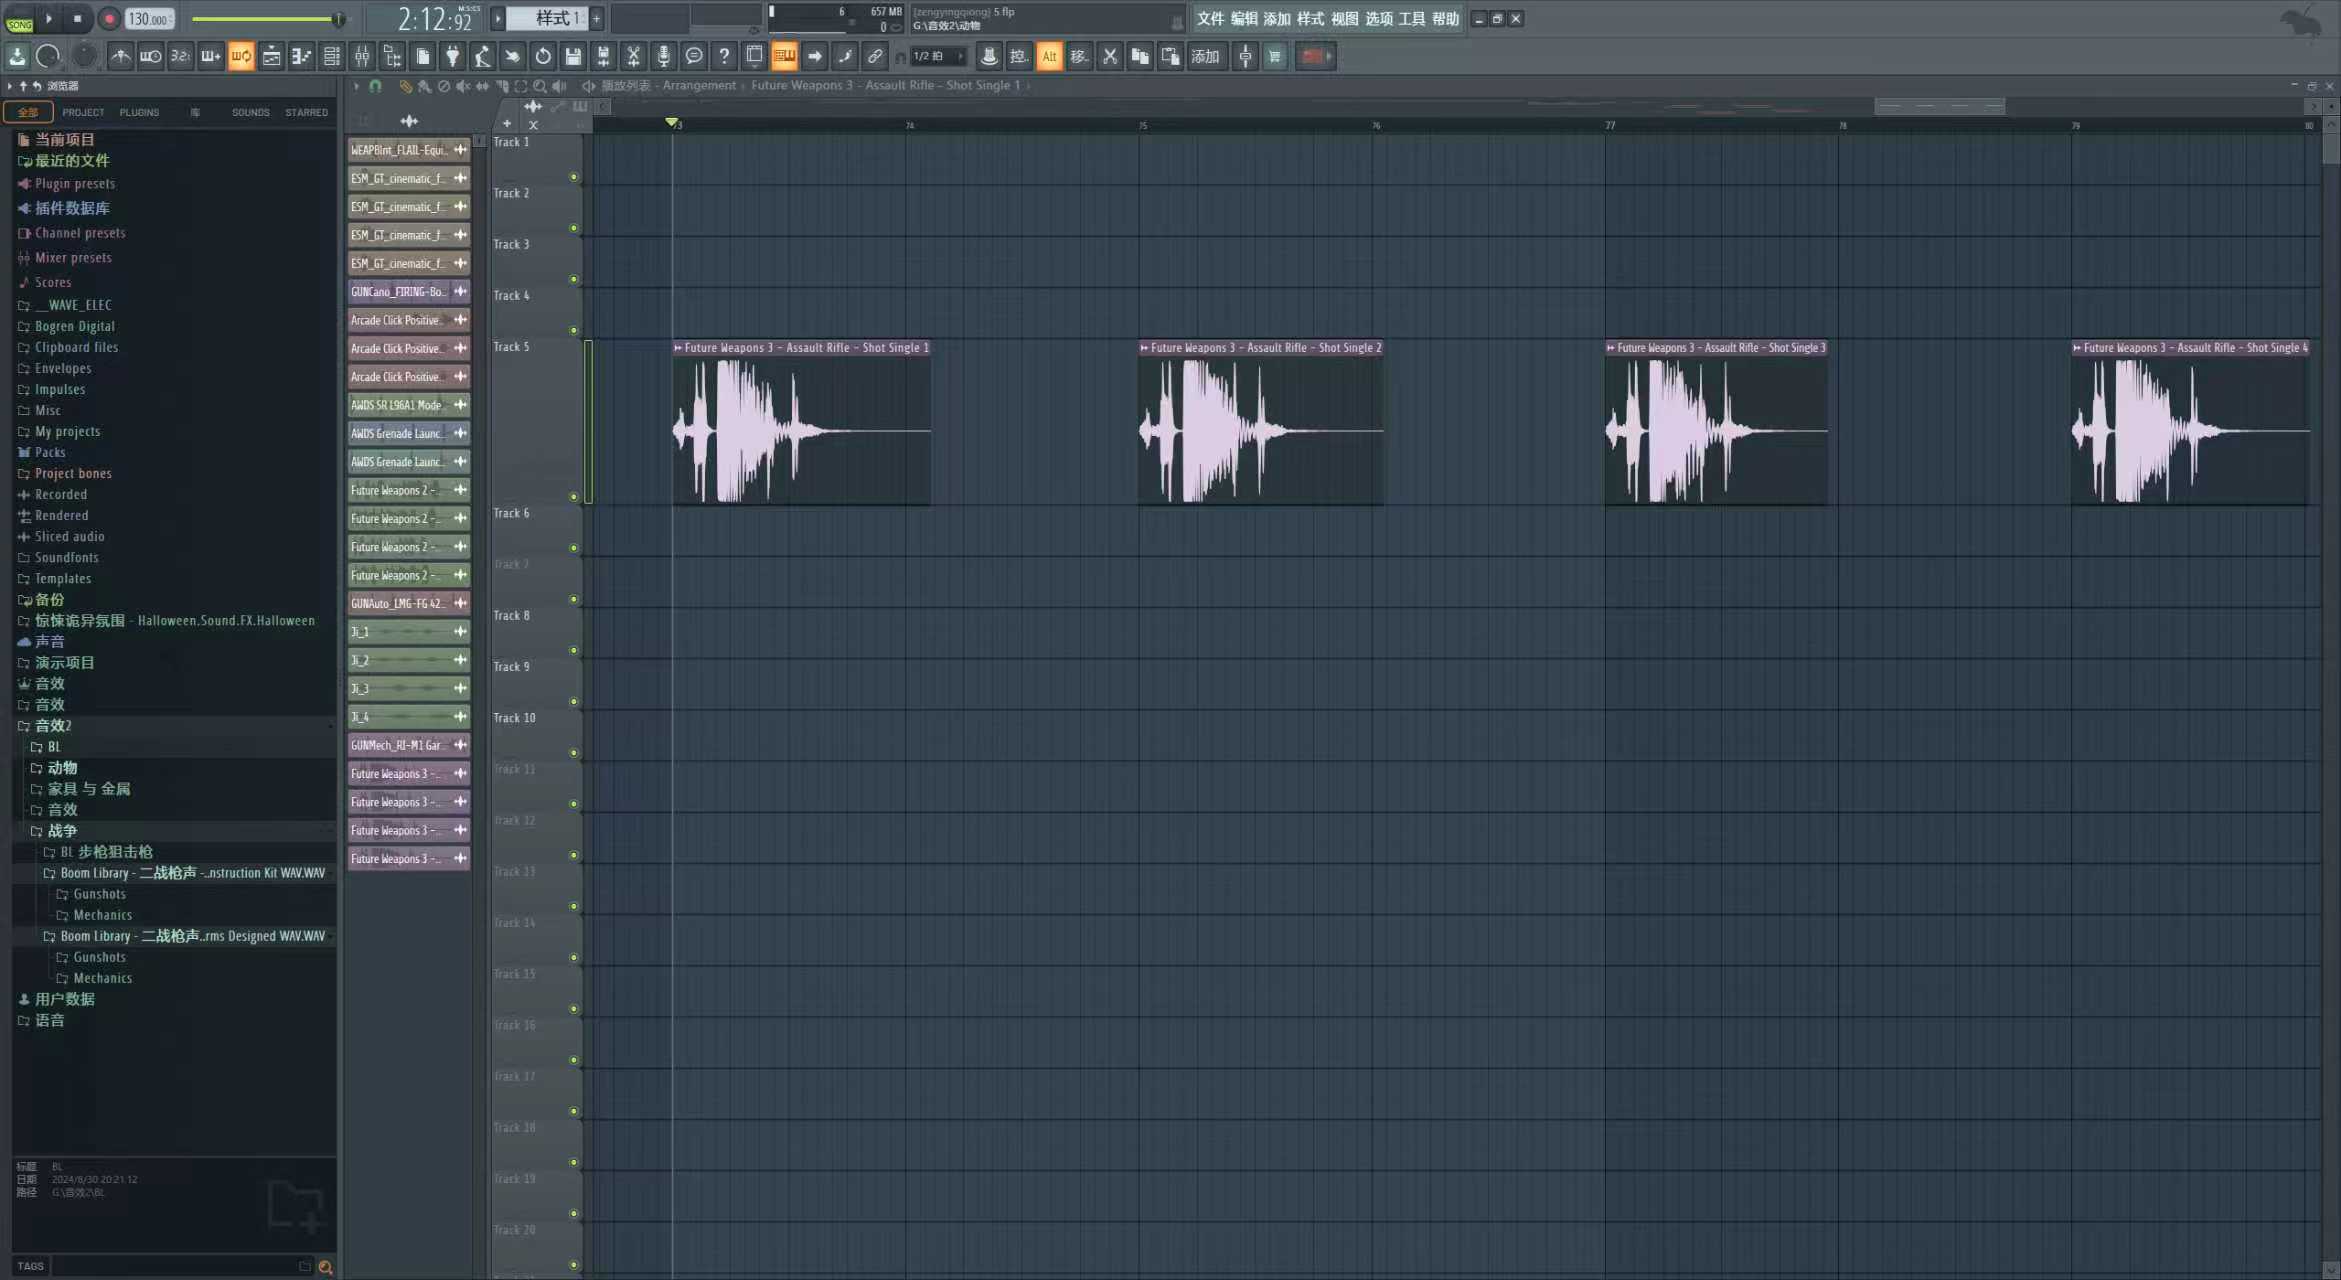 SONG
130.000
2:12:92
M:S:CS
样式 1
+
6
657 MB
0
[zengyingqiong] 5.flp
G:\音效2\动物
文件 编辑 添加 样式 视图 选项 工具 帮助
3.2:
1/2 拍
控..
Alt
移..
添加
浏览器
播放列表 - Arrangement › Future Weapons 3 - Assault Rifle - Shot Single 1 ›
全部
PROJECT
PLUGINS
库
SOUNDS
STARRED
当前项目
最近的文件
Plugin presets
插件数据库
Channel presets
Mixer presets
Scores
__WAVE_ELEC
Bogren Digital
Clipboard files
Envelopes
Impulses
Misc
My projects
Packs
Project bones
Recorded
Rendered
Sliced audio
Soundfonts
Templates
备份
惊悚诡异氛围 - Halloween.Sound.FX.Halloween
声音
演示项目
音效
音效
音效2
BL
动物
家具 与 金属
音效
战争
BL 步枪狙击枪
Boom Library - 二战枪声 -..nstruction Kit WAV.WAV
Gunshots
Mechanics
Boom Library - 二战枪声..rms Designed WAV.WAV
Gunshots
Mechanics
用户数据
语音
标题 BL
日期 2024/8/30 20:21:12
路径 G:\音效2\BL
TAGS
WEAPBlnt_FLAIL-Equi..
ESM_GT_cinematic_f..
ESM_GT_cinematic_f..
ESM_GT_cinematic_f..
ESM_GT_cinematic_f..
GUNCano_FIRING-Bo..
Arcade Click Positive..
Arcade Click Positive..
Arcade Click Positive..
AWDS SR L96A1 Mode..
AWDS Grenade Launc..
AWDS Grenade Launc..
Future Weapons 2 -..
Future Weapons 2 -..
Future Weapons 2 -..
Future Weapons 2 -..
GUNAuto_LMG-FG 42..
Ji_1
Ji_2
Ji_3
Ji_4
GUNMech_RI-M1 Gar..
Future Weapons 3 -..
Future Weapons 3 -..
Future Weapons 3 -..
Future Weapons 3 -..
73 74 75 76 77 78 79 80
Track 1
Track 2
Track 3
Track 4
Track 5
Future Weapons 3 - Assault Rifle - Shot Single 1
Future Weapons 3 - Assault Rifle - Shot Single 2
Future Weapons 3 - Assault Rifle - Shot Single 3
Future Weapons 3 - Assault Rifle - Shot Single 4
Track 6
Track 7
Track 8
Track 9
Track 10
Track 11
Track 12
Track 13
Track 14
Track 15
Track 16
Track 17
Track 18
Track 19
Track 20